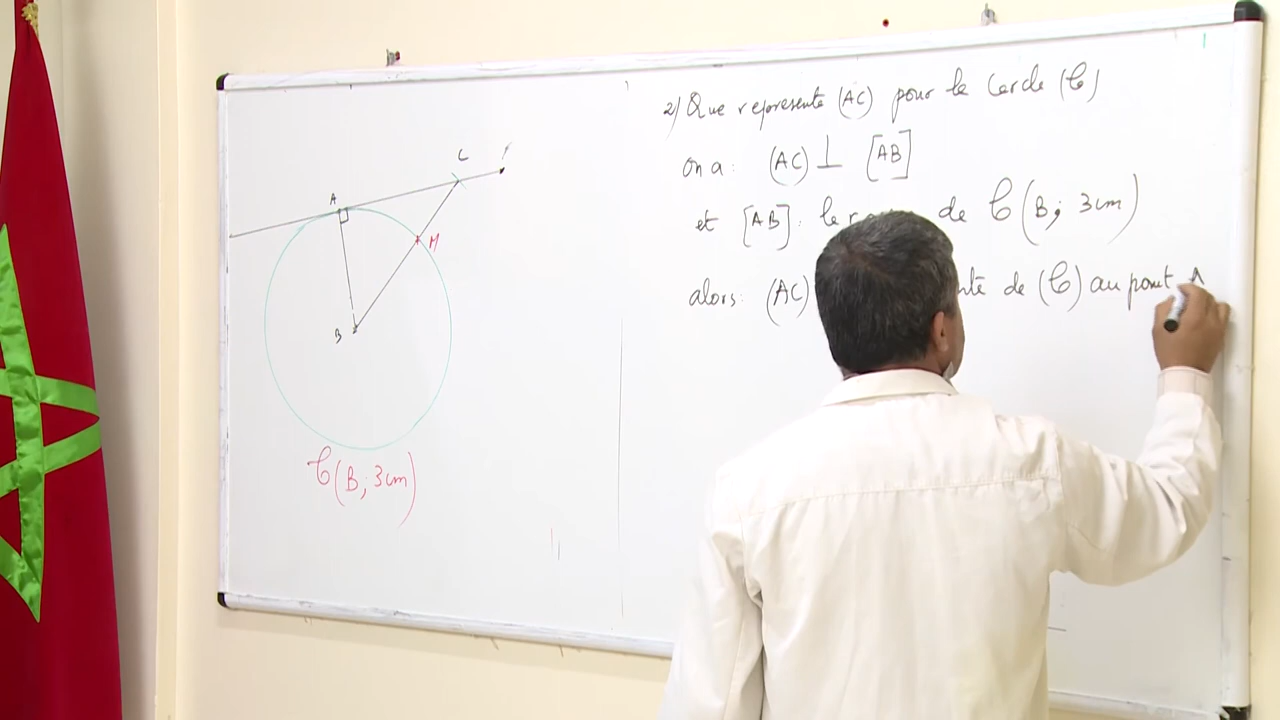 A
C
M
B
C(B; 3cm)
2) Que représente (AC) pour le Cercle (C)
on a: (AC) ⊥ [AB]
et [AB]: le de C(B; 3cm)
alors: (AC) de (C) au point A